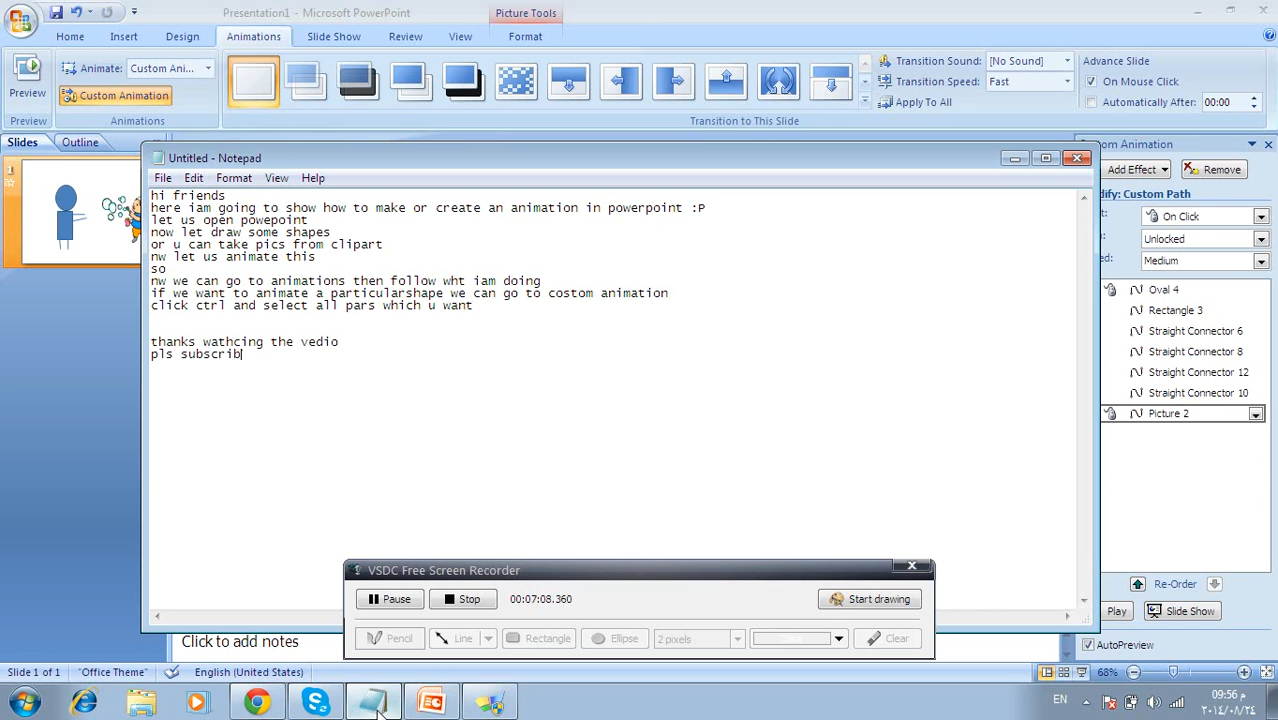 Presentation1 - Microsoft PowerPoint
Picture Tools
Home Insert Design Animations Slide Show Review View Format
Preview
Animate: Custom Ani...
Custom Animation
Preview
Animations
Transition Sound: [No Sound]
Transition Speed: Fast
Apply To All
Transition to This Slide
Advance Slide
On Mouse Click
Automatically After: 00:00
Slides Outline
1
Untitled - Notepad
File Edit Format View Help
hi friends
here iam going to show how to make or create an animation in powerpoint :P
let us open powepoint
now let draw some shapes
or u can take pics from clipart
nw let us animate this
so
nw we can go to animations then follow wht iam doing
if we want to animate a particularshape we can go to costom animation
click ctrl and select all pars which u want
thanks wathcing the vedio
pls subscrib
Add Effect Remove
Custom Path
On Click
Unlocked
Medium
Oval 4
Rectangle 3
Straight Connector 6
Straight Connector 8
Straight Connector 12
Straight Connector 10
Picture 2
Re-Order
Play Slide Show
AutoPreview
VSDC Free Screen Recorder
Pause Stop 00:07:08.360 Start drawing
Pencil Line Rectangle Ellipse 2 pixels Clear
Click to add notes
Slide 1 of 1 "Office Theme" English (United States) 68%
EN
09:56 م
٢٠١٤/٠٨/٢٤